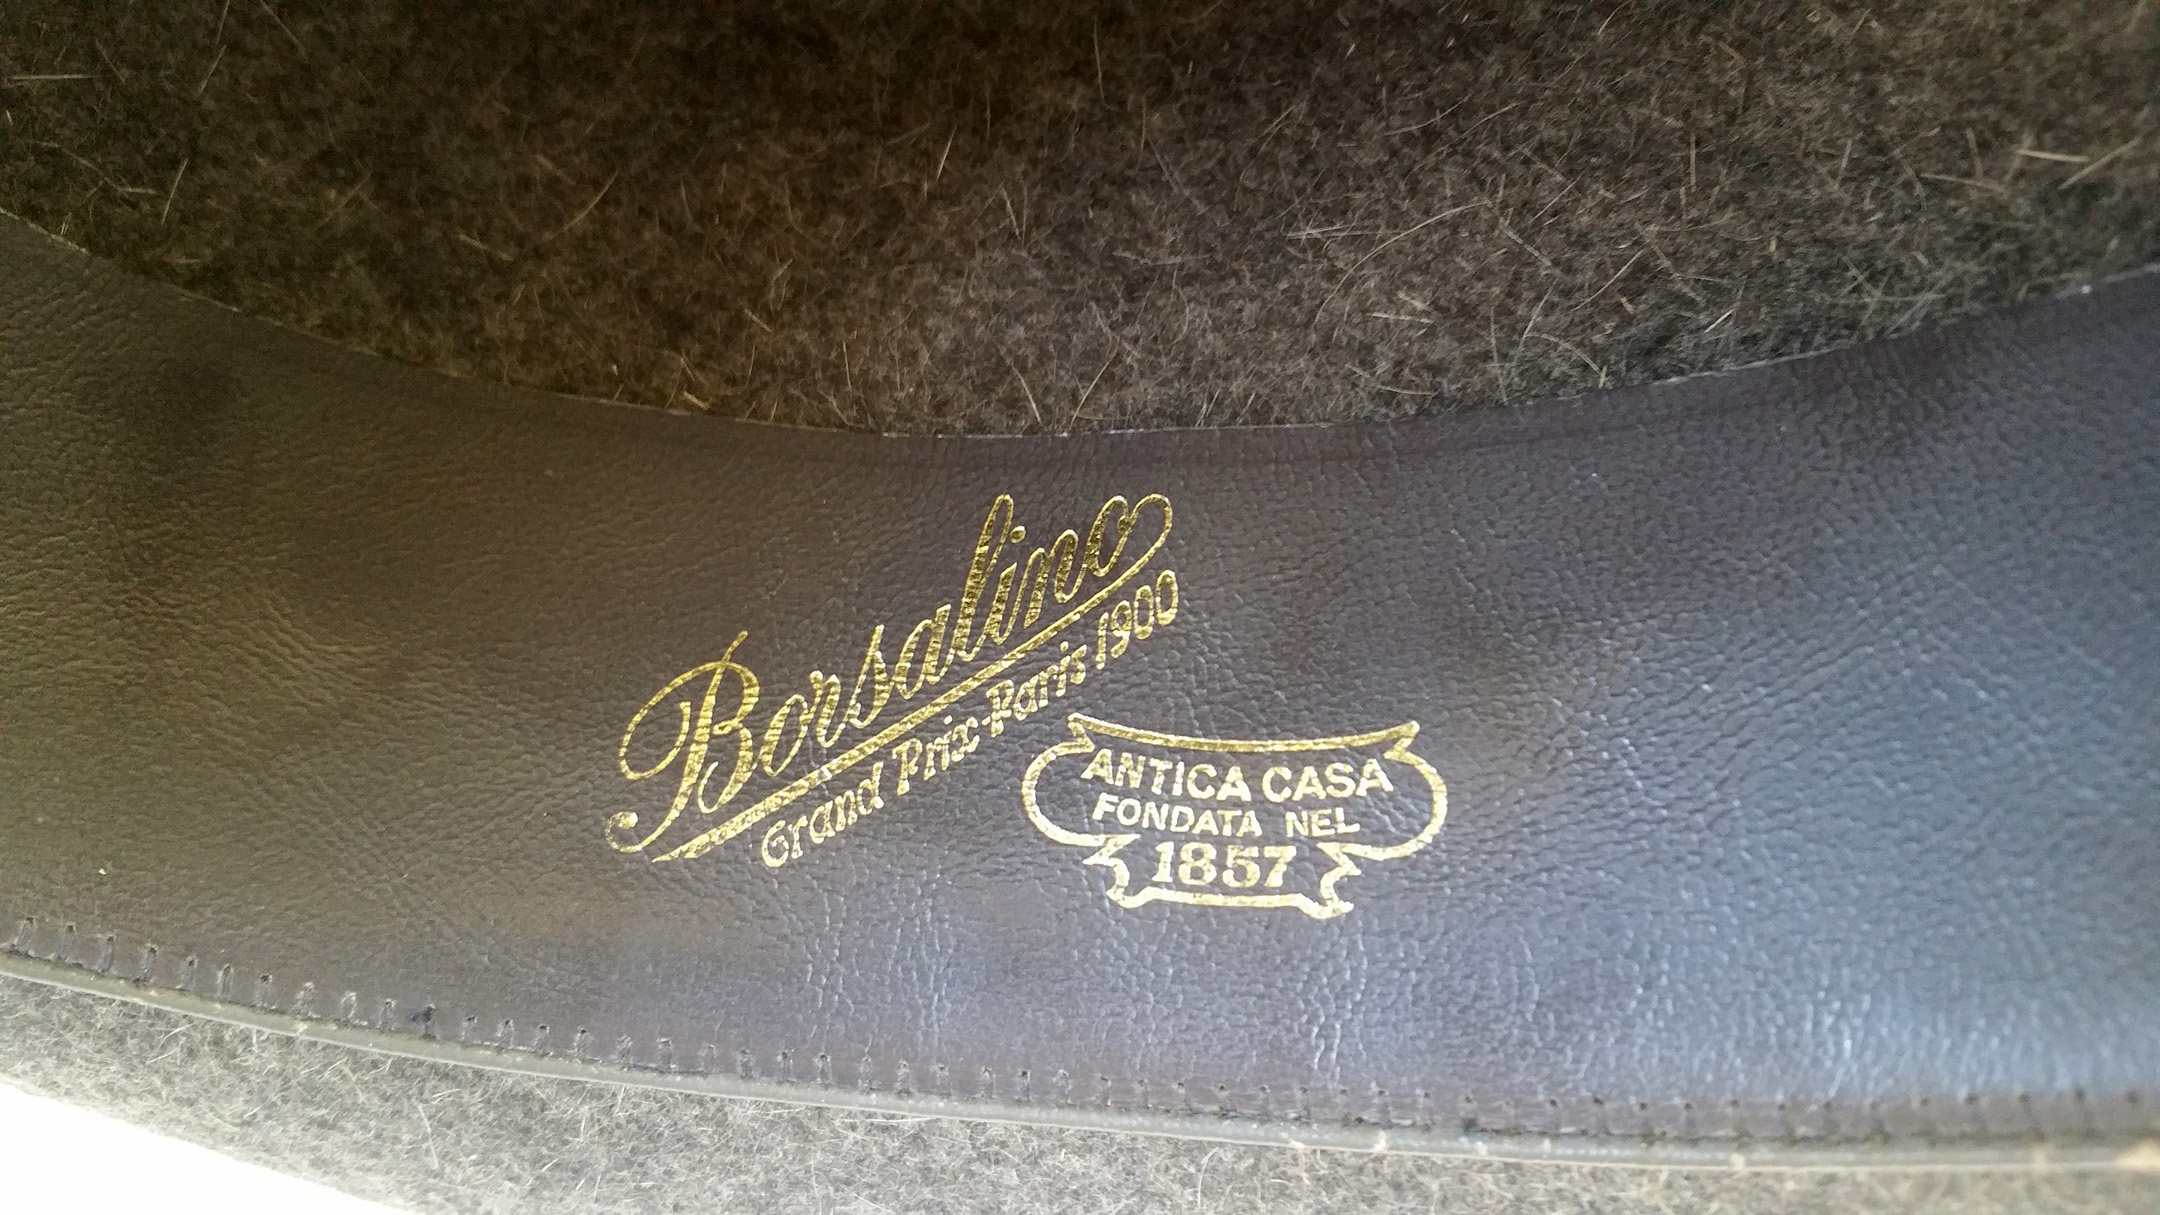 Borsalino
Grand Prix-Paris 1900
ANTICA CASA
FONDATA NEL
1857